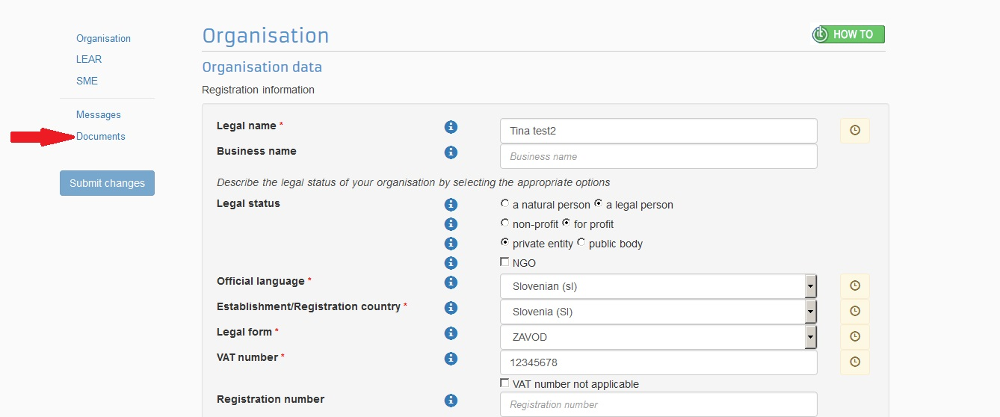 Organisation
LEAR
SME
Messages
Documents
Submit changes
Organisation
it HOW TO
Organisation data
Registration information
Legal name * Tina test2
Business name Business name
Describe the legal status of your organisation by selecting the appropriate options
Legal status a natural person a legal person
non-profit for profit
private entity public body
NGO
Official language * Slovenian (sl)
Establishment/Registration country * Slovenia (SI)
Legal form * ZAVOD
VAT number * 12345678
VAT number not applicable
Registration number Registration number